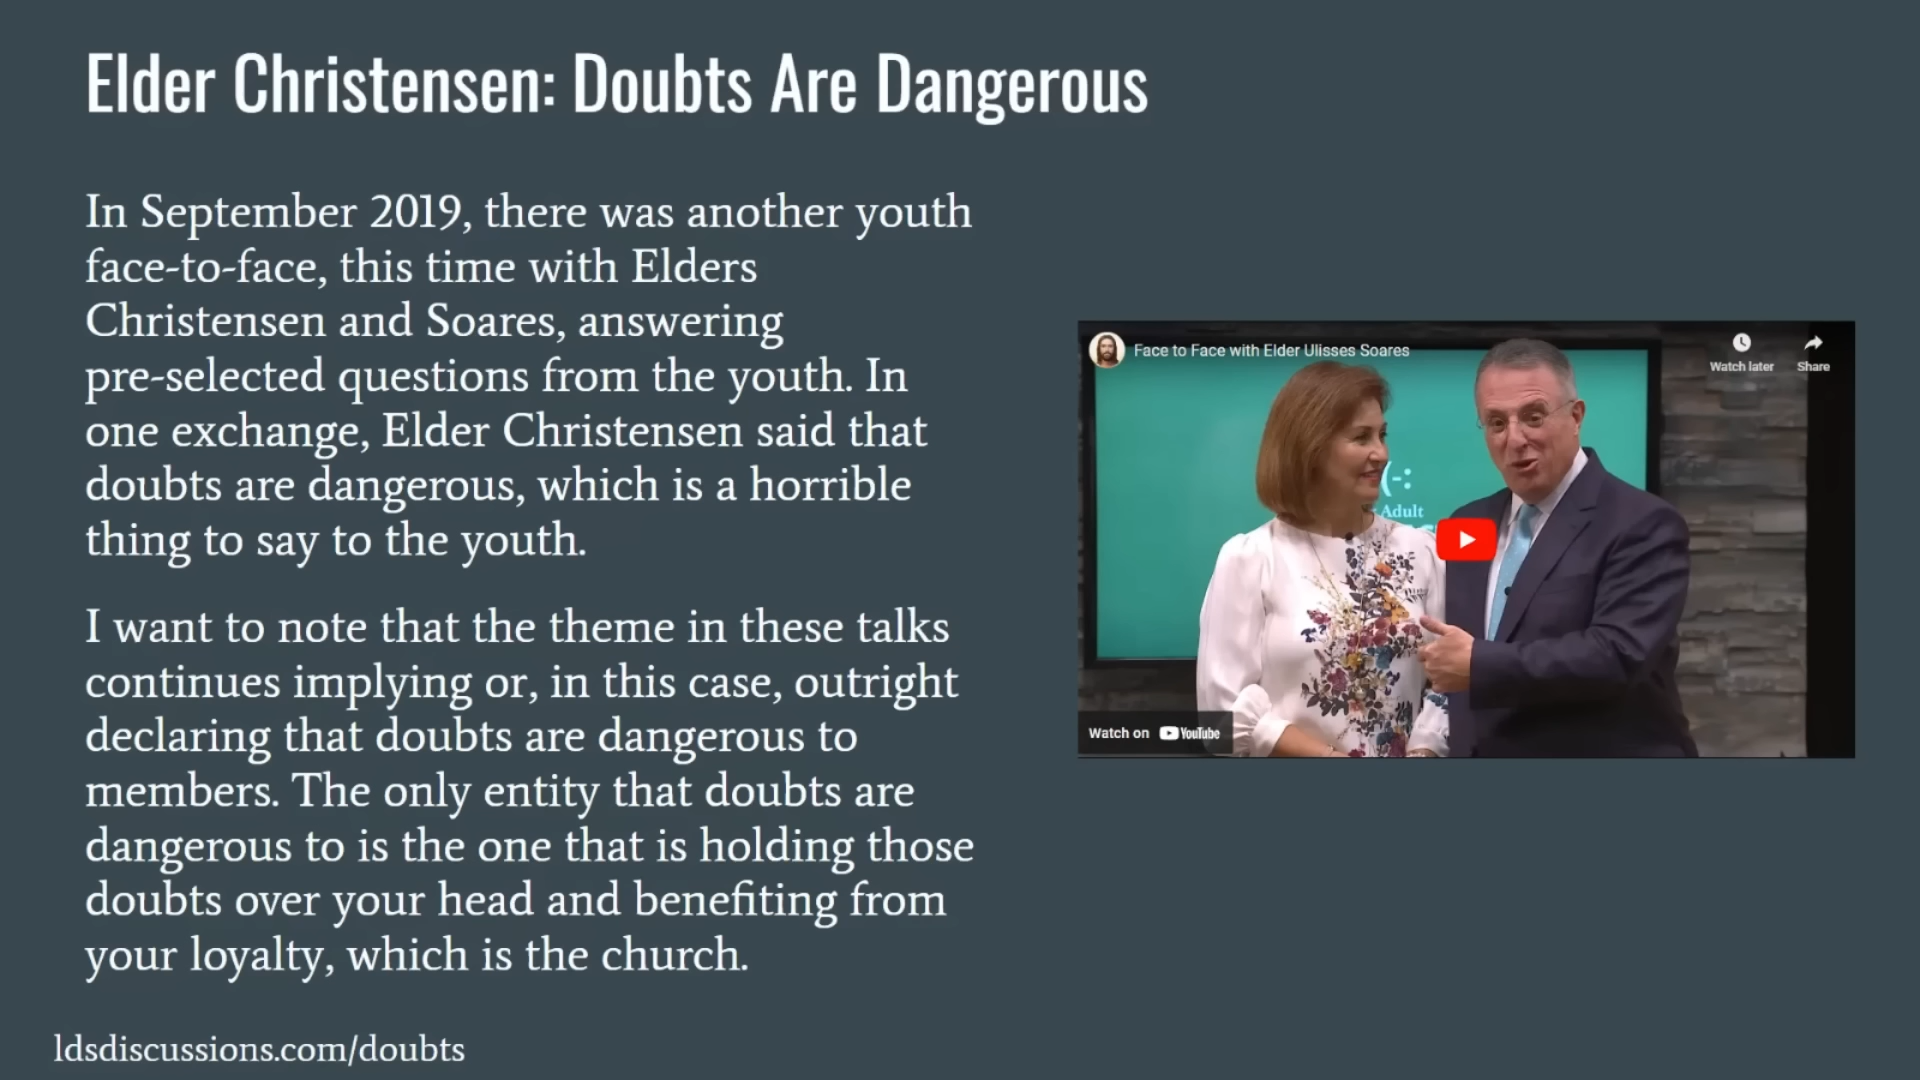 Elder Christensen: Doubts Are Dangerous
In September 2019, there was another youth
face-to-face, this time with Elders
Christensen and Soares, answering
pre-selected questions from the youth. In
one exchange, Elder Christensen said that
doubts are dangerous, which is a horrible
thing to say to the youth.
I want to note that the theme in these talks
continues implying or, in this case, outright
declaring that doubts are dangerous to
members. The only entity that doubts are
dangerous to is the one that is holding those
doubts over your head and benefiting from
your loyalty, which is the church.
Face to Face with Elder Ulisses Soares
Watch later
Share
(-:
Adult
Watch on YouTube
ldsdiscussions.com/doubts